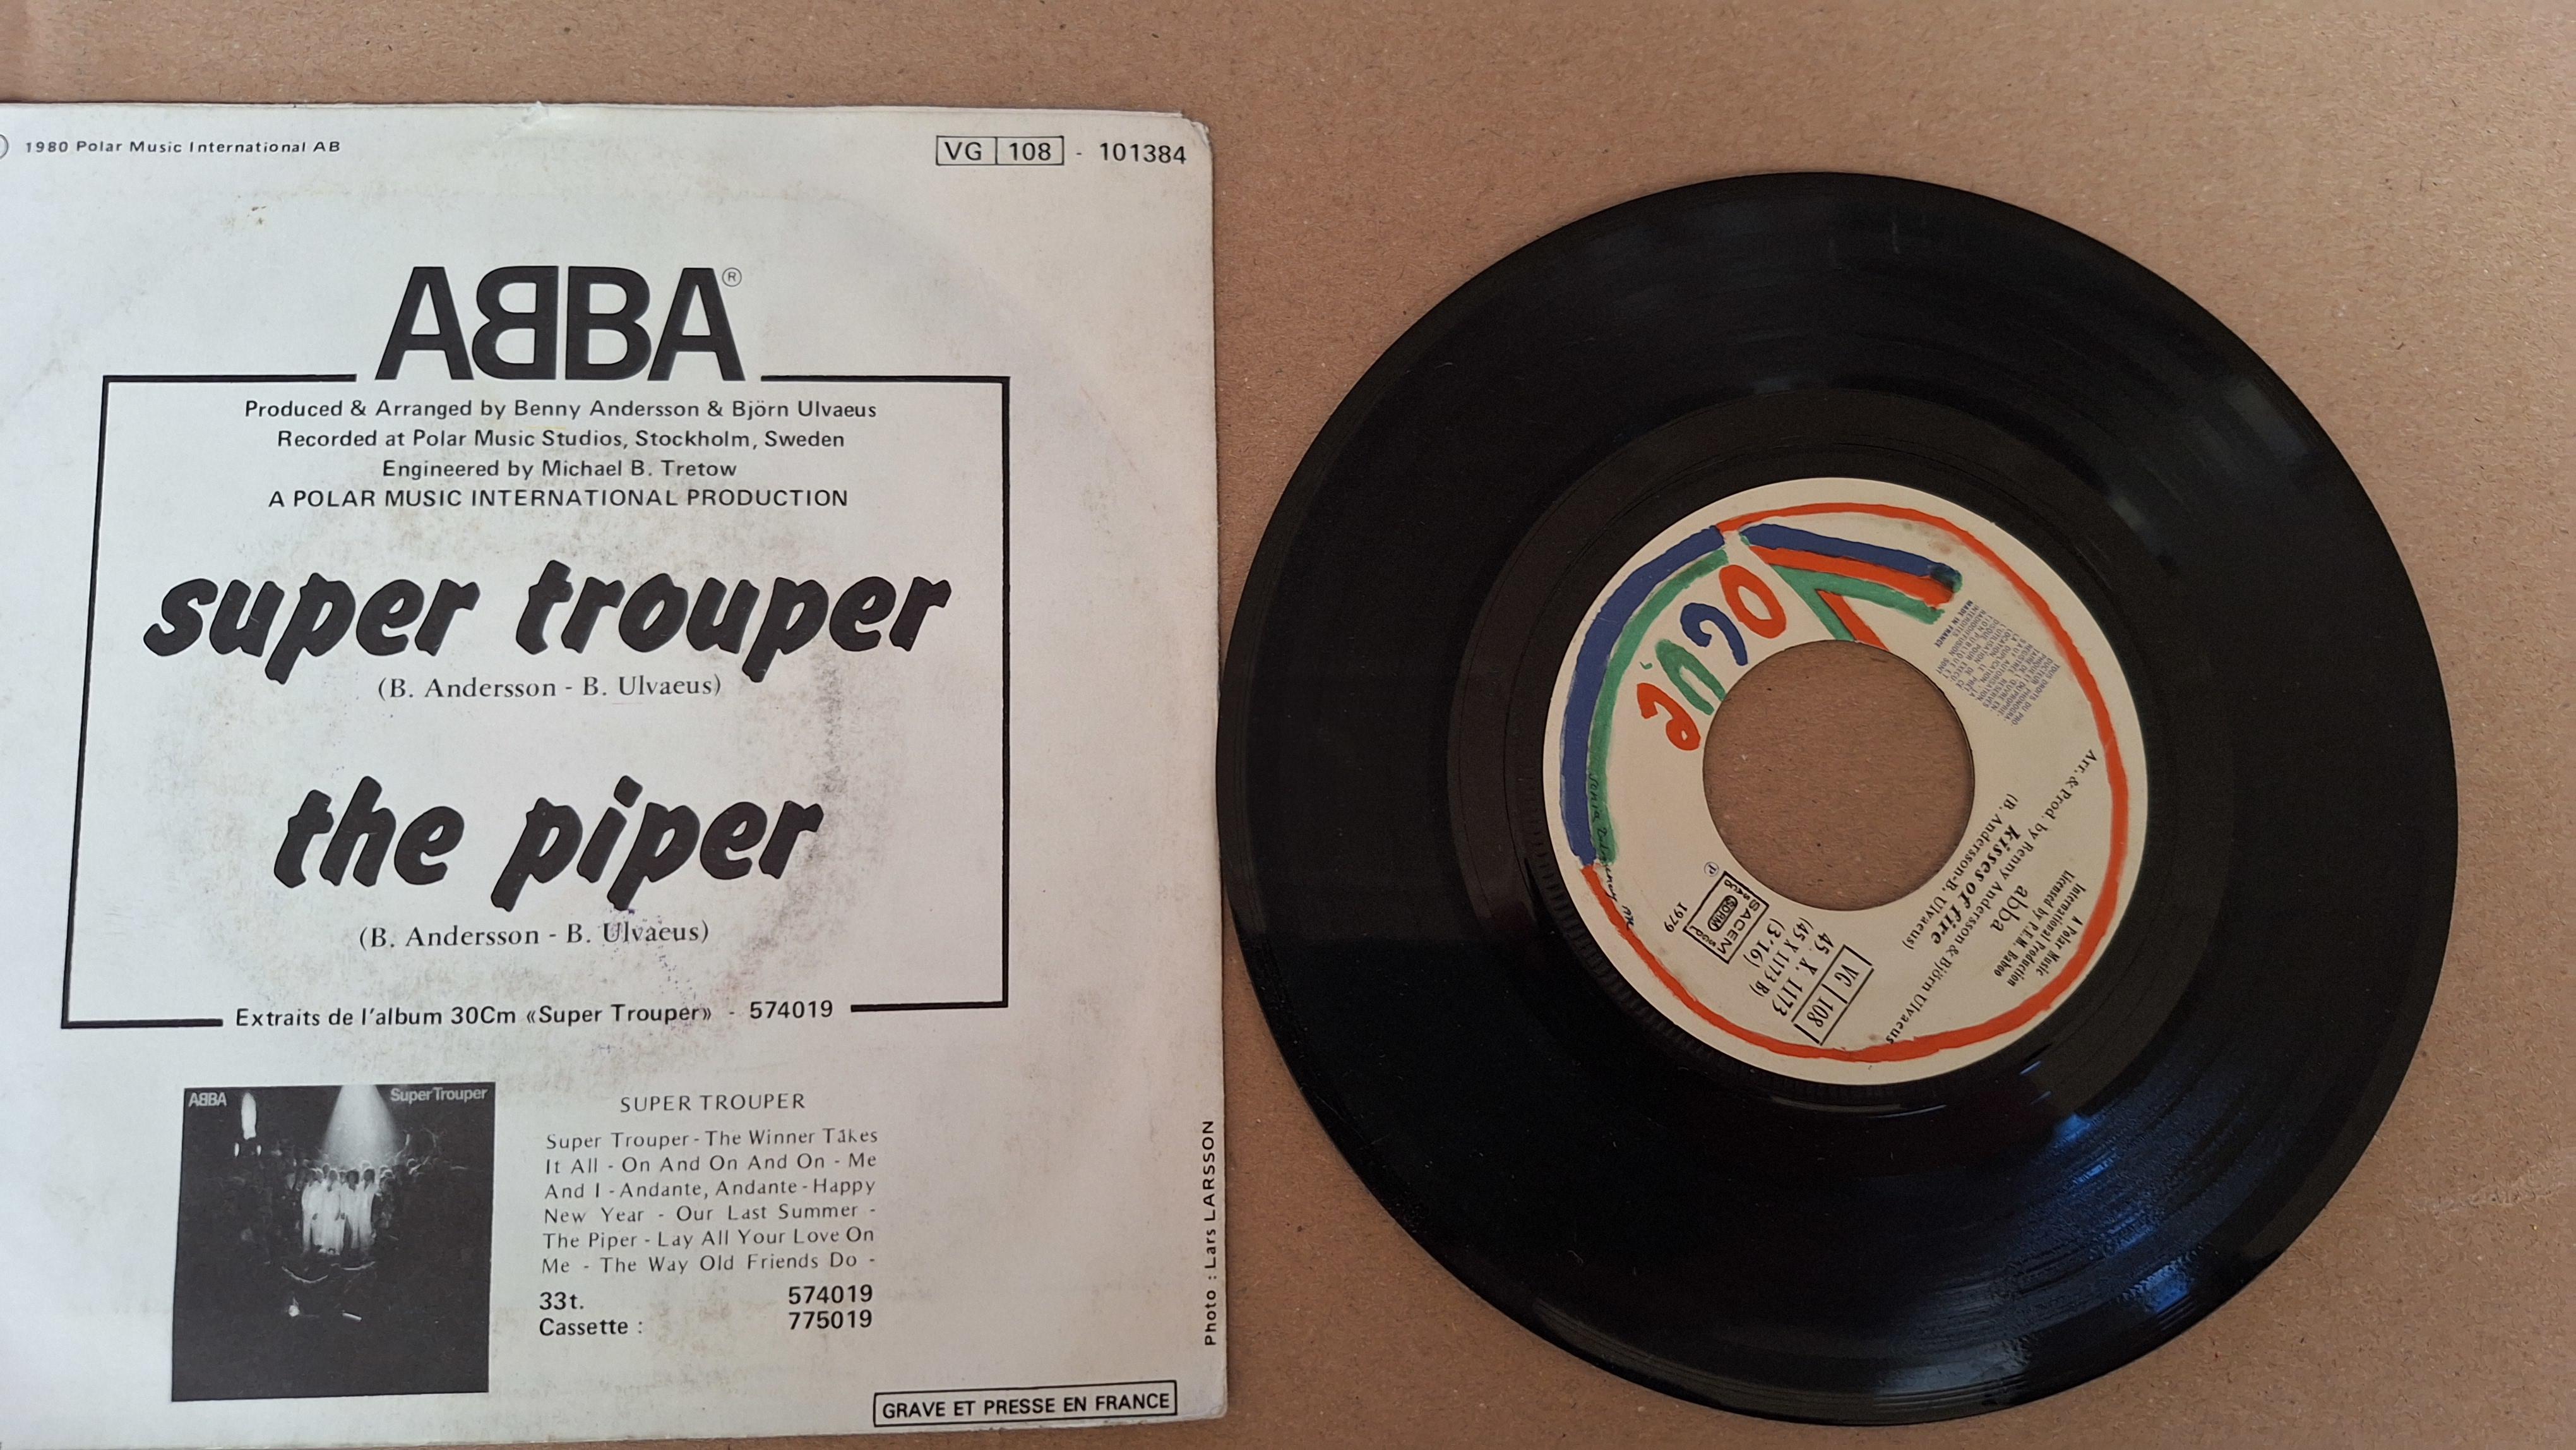 ℗ 1980 Polar Music International AB
VG 108 - 101384
ABBA®
Produced & Arranged by Benny Andersson & Björn Ulvaeus
Recorded at Polar Music Studios, Stockholm, Sweden
Engineered by Michael B. Tretow
A POLAR MUSIC INTERNATIONAL PRODUCTION
super trouper
(B. Andersson - B. Ulvaeus)
the piper
(B. Andersson - B. Ulvaeus)
Extraits de l'album 30Cm «Super Trouper» - 574019
ABBA
Super Trouper
SUPER TROUPER
Super Trouper - The Winner Takes
It All - On And On And On - Me
And I - Andante, Andante - Happy
New Year - Our Last Summer -
The Piper - Lay All Your Love On
Me - The Way Old Friends Do -
33t. 574019
Cassette : 775019
Photo : Lars LARSSON
GRAVE ET PRESSE EN FRANCE
VOGUE
MADE IN FRANCE
℗
1979
SACEM
SACD
SDRM
SGDL
45. X. 1173
(45 X 1173 B)
(3'16)
VG 108
kisses of fire
(B. Andersson-B. Ulvaeus)
abba
Arr. & Prod. by Benny Anderson & Björn Ulvaeus
A Polar Music
International Production
Licensed by R.E.M. Baboo